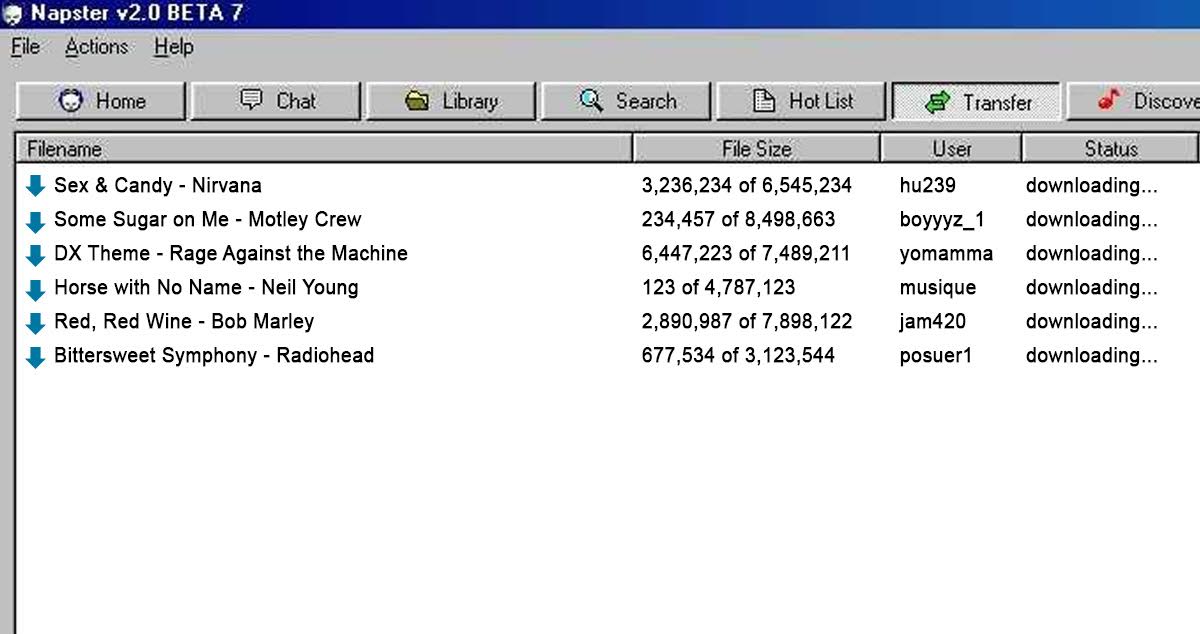 Napster v2.0 BETA 7
File Actions Help
Home Chat Library Search Hot List Transfer Discove
Filename File Size User Status
Sex & Candy - Nirvana 3,236,234 of 6,545,234 hu239 downloading...
Some Sugar on Me - Motley Crew 234,457 of 8,498,663 boyyyz_1 downloading...
DX Theme - Rage Against the Machine 6,447,223 of 7,489,211 yomamma downloading...
Horse with No Name - Neil Young 123 of 4,787,123 musique downloading...
Red, Red Wine - Bob Marley 2,890,987 of 7,898,122 jam420 downloading...
Bittersweet Symphony - Radiohead 677,534 of 3,123,544 posuer1 downloading...